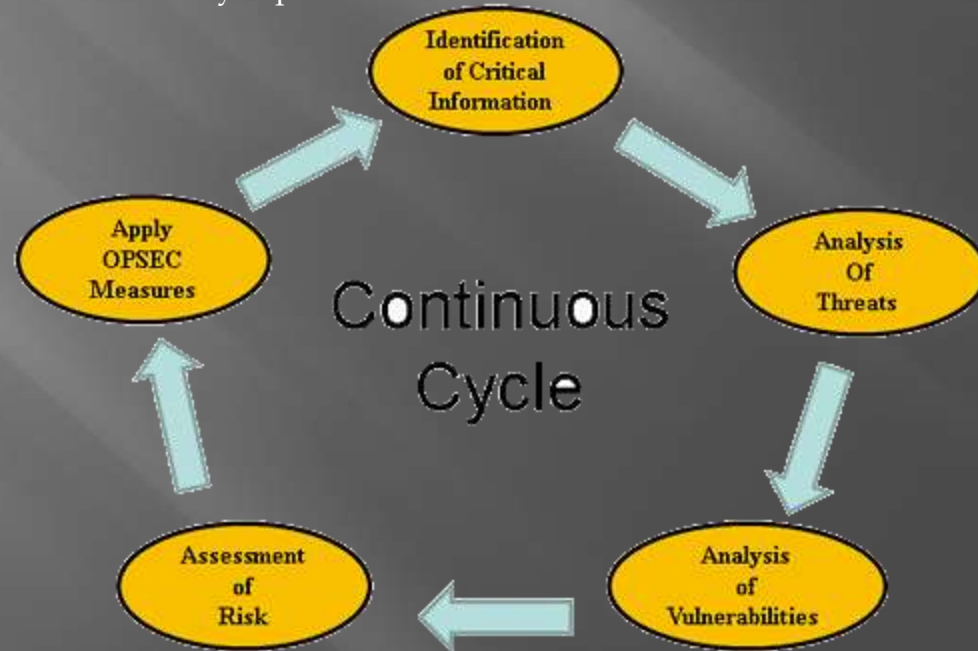 Identification
of Critical
Information
Analysis
Of
Threats
Analysis
of
Vulnerabilities
Assessment
of
Risk
Apply
OPSEC
Measures
Continuous
Cycle